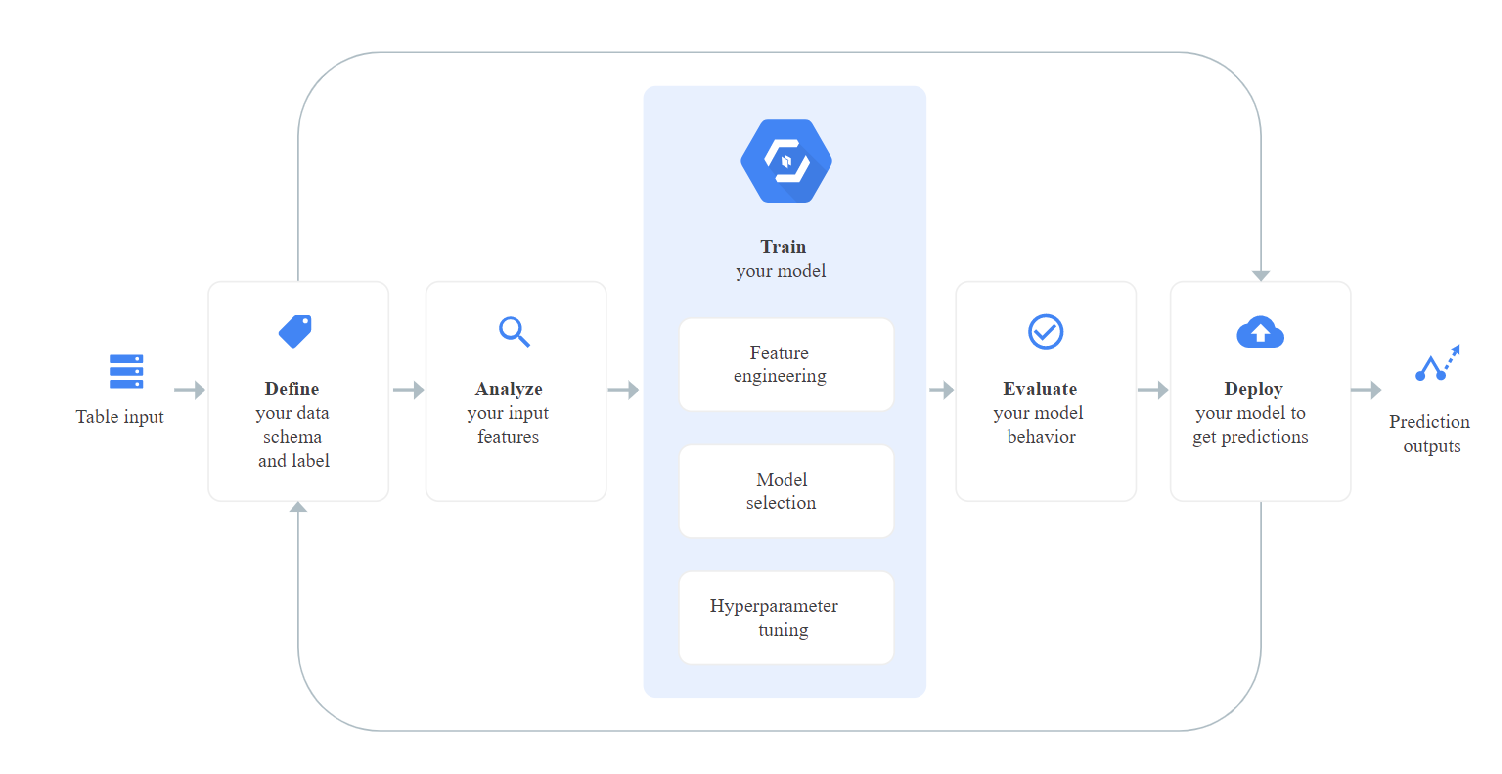 Table input
Define
your data
schema
and label
Analyze
your input
features
Train
your model
Feature
engineering
Model
selection
Hyperparameter
tuning
Evaluate
your model
behavior
Deploy
your model to
get predictions
Prediction
outputs